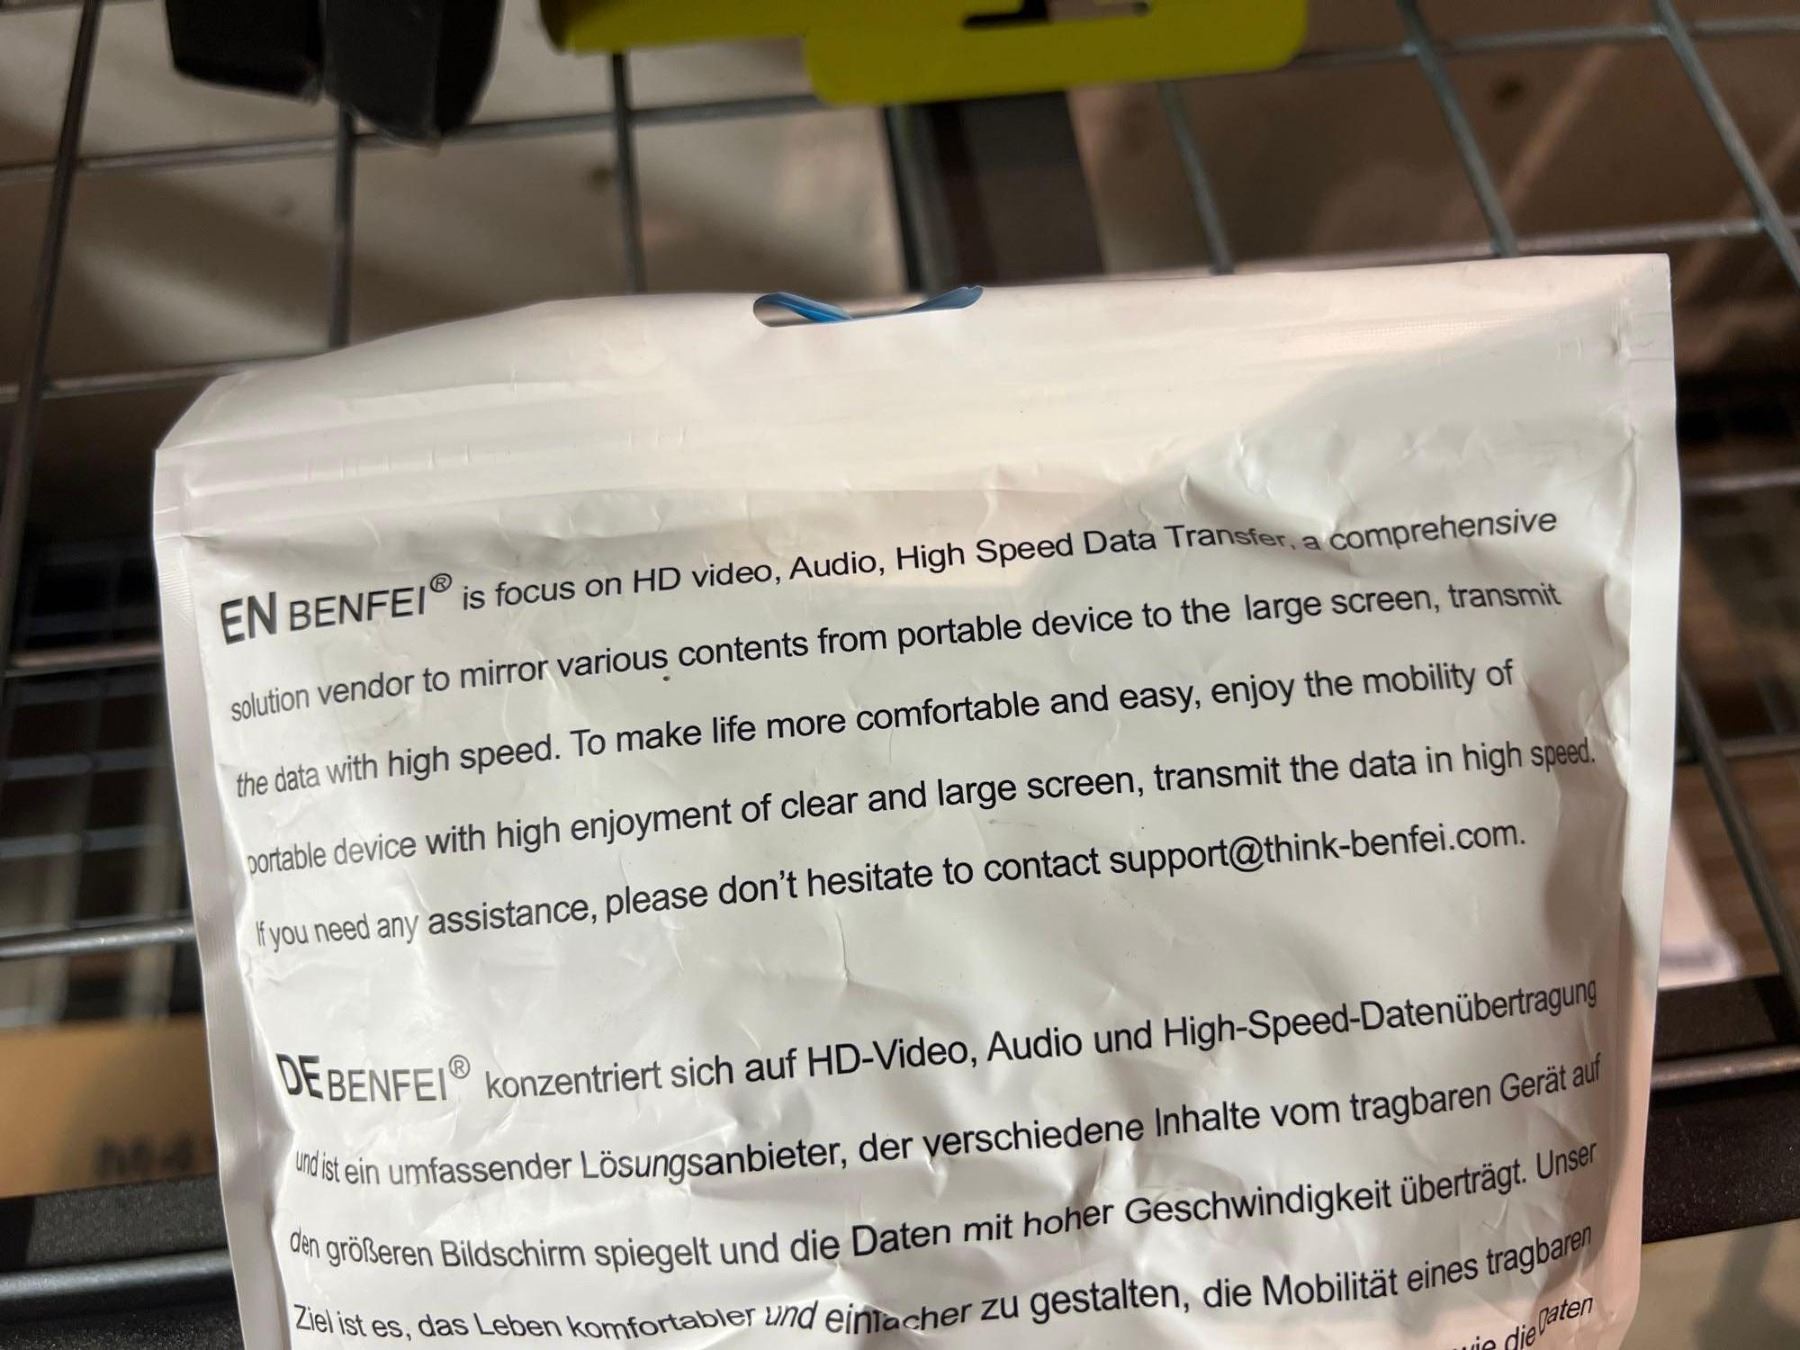 EN BENFEI® is focus on HD video, Audio, High Speed Data Transfer, a comprehensive
solution vendor to mirror various contents from portable device to the large screen, transmit
the data with high speed. To make life more comfortable and easy, enjoy the mobility of
portable device with high enjoyment of clear and large screen, transmit the data in high speed.
If you need any assistance, please don't hesitate to contact support@think-benfei.com.
DE BENFEI® konzentriert sich auf HD-Video, Audio und High-Speed-Datenübertragung
und ist ein umfassender Lösungsanbieter, der verschiedene Inhalte vom tragbaren Gerät auf
den größeren Bildschirm spiegelt und die Daten mit hoher Geschwindigkeit überträgt. Unser
Ziel ist es, das Leben komfortabler und einfacher zu gestalten, die Mobilität eines tragbaren
die Daten